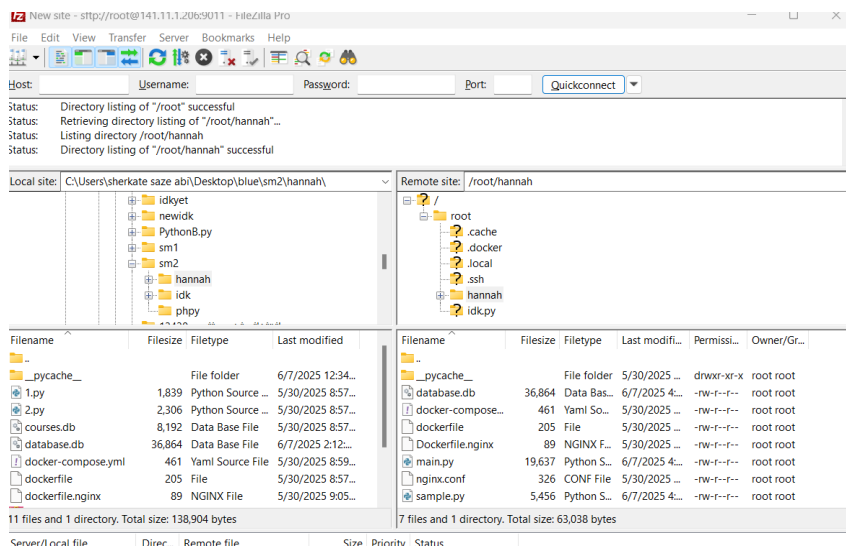 New site - sftp://root@141.11.1.206:9011 - FileZilla Pro
File Edit View Transfer Server Bookmarks Help
Host: Username: Password: Port: Quickconnect
Status: Directory listing of "/root" successful
Status: Retrieving directory listing of "/root/hannah"...
Status: Listing directory /root/hannah
Status: Directory listing of "/root/hannah" successful
Local site: C:\Users\sherkate saze abi\Desktop\blue\sm2\hannah\
idkyet
newidk
PythonB.py
sm1
sm2
hannah
idk
phpy
Remote site: /root/hannah
/
root
.cache
.docker
.local
.ssh
hannah
idk.py
Filename Filesize Filetype Last modified
..
__pycache__ File folder 6/7/2025 12:34...
1.py 1,839 Python Source ... 5/30/2025 8:57...
2.py 2,306 Python Source ... 5/30/2025 8:57...
courses.db 8,192 Data Base File 5/30/2025 8:57...
database.db 36,864 Data Base File 6/7/2025 2:12:...
docker-compose.yml 461 Yaml Source File 5/30/2025 8:59...
dockerfile 205 File 5/30/2025 8:57...
dockerfile.nginx 89 NGINX File 5/30/2025 9:05...
11 files and 1 directory. Total size: 138,904 bytes
Filename Filesize Filetype Last modifi... Permissi... Owner/Gr...
..
__pycache__ File folder 5/30/2025 ... drwxr-xr-x root root
database.db 36,864 Data Bas... 6/7/2025 4:... -rw-r--r-- root root
docker-compose... 461 Yaml So... 5/30/2025 ... -rw-r--r-- root root
dockerfile 205 File 5/30/2025 ... -rw-r--r-- root root
Dockerfile.nginx 89 NGINX F... 5/30/2025 ... -rw-r--r-- root root
main.py 19,637 Python S... 6/7/2025 4:... -rw-r--r-- root root
nginx.conf 326 CONF File 5/30/2025 ... -rw-r--r-- root root
sample.py 5,456 Python S... 6/7/2025 4:... -rw-r--r-- root root
7 files and 1 directory. Total size: 63,038 bytes
Server/Local file Direc... Remote file Size Priority Status